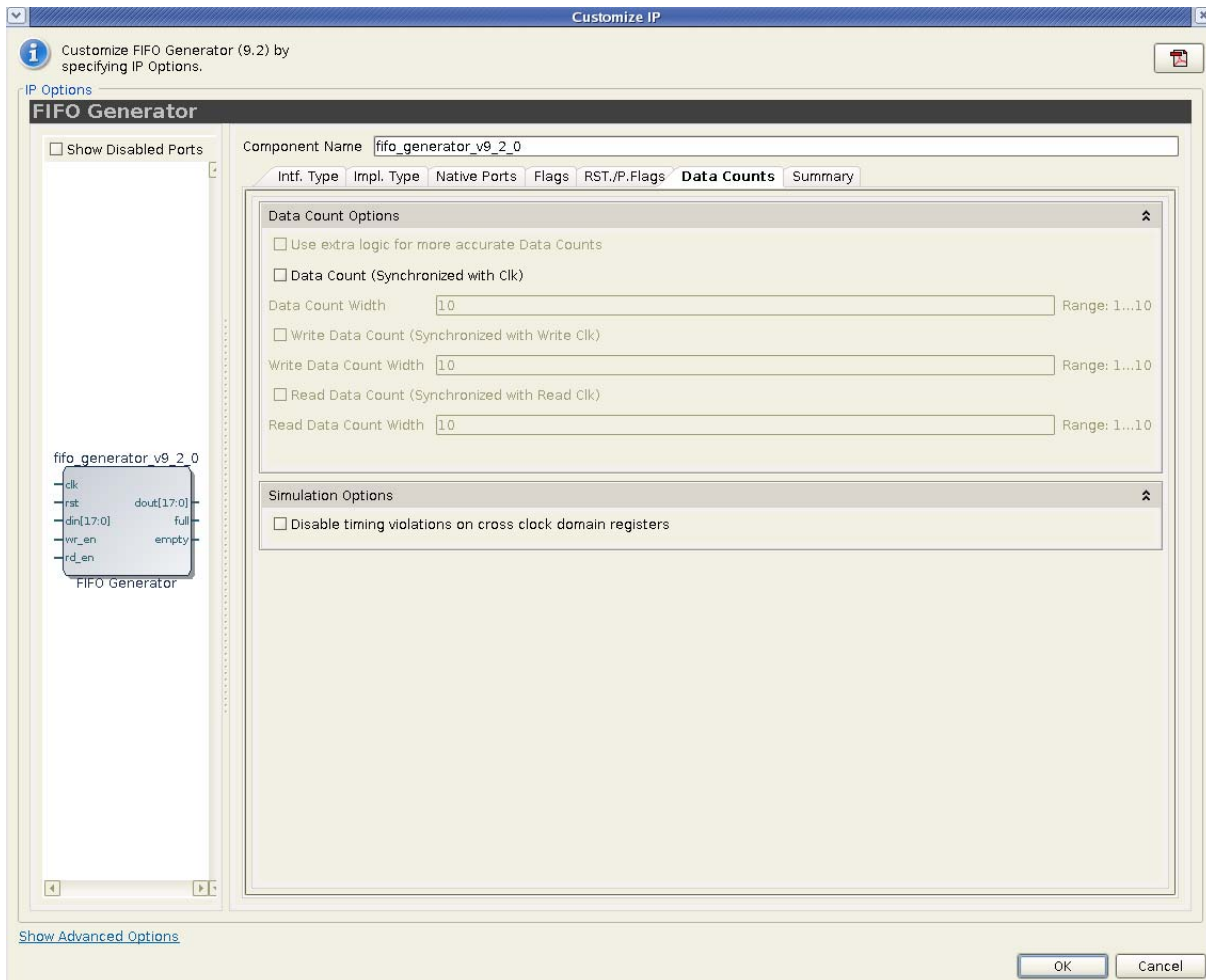 Customize IP
Customize FIFO Generator (9.2) by
specifying IP Options.
IP Options
FIFO Generator
Show Disabled Ports
Component Name fifo_generator_v9_2_0
Intf. Type Impl. Type Native Ports Flags RST./P.Flags Data Counts Summary
Data Count Options
Use extra logic for more accurate Data Counts
Data Count (Synchronized with Clk)
Data Count Width 10 Range: 1...10
Write Data Count (Synchronized with Write Clk)
Write Data Count Width 10 Range: 1...10
Read Data Count (Synchronized with Read Clk)
Read Data Count Width 10 Range: 1...10
fifo_generator_v9_2_0
clk
rst dout[17:0]
din[17:0] full
wr_en empty
rd_en
FIFO Generator
Simulation Options
Disable timing violations on cross clock domain registers
Show Advanced Options
OK Cancel